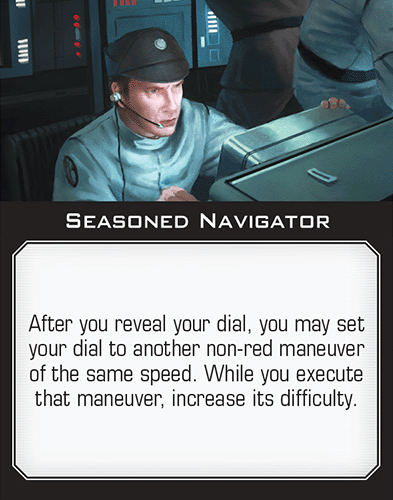 Seasoned Navigator
After you reveal your dial, you may set
your dial to another non-red maneuver
of the same speed. While you execute
that maneuver, increase its difficulty.